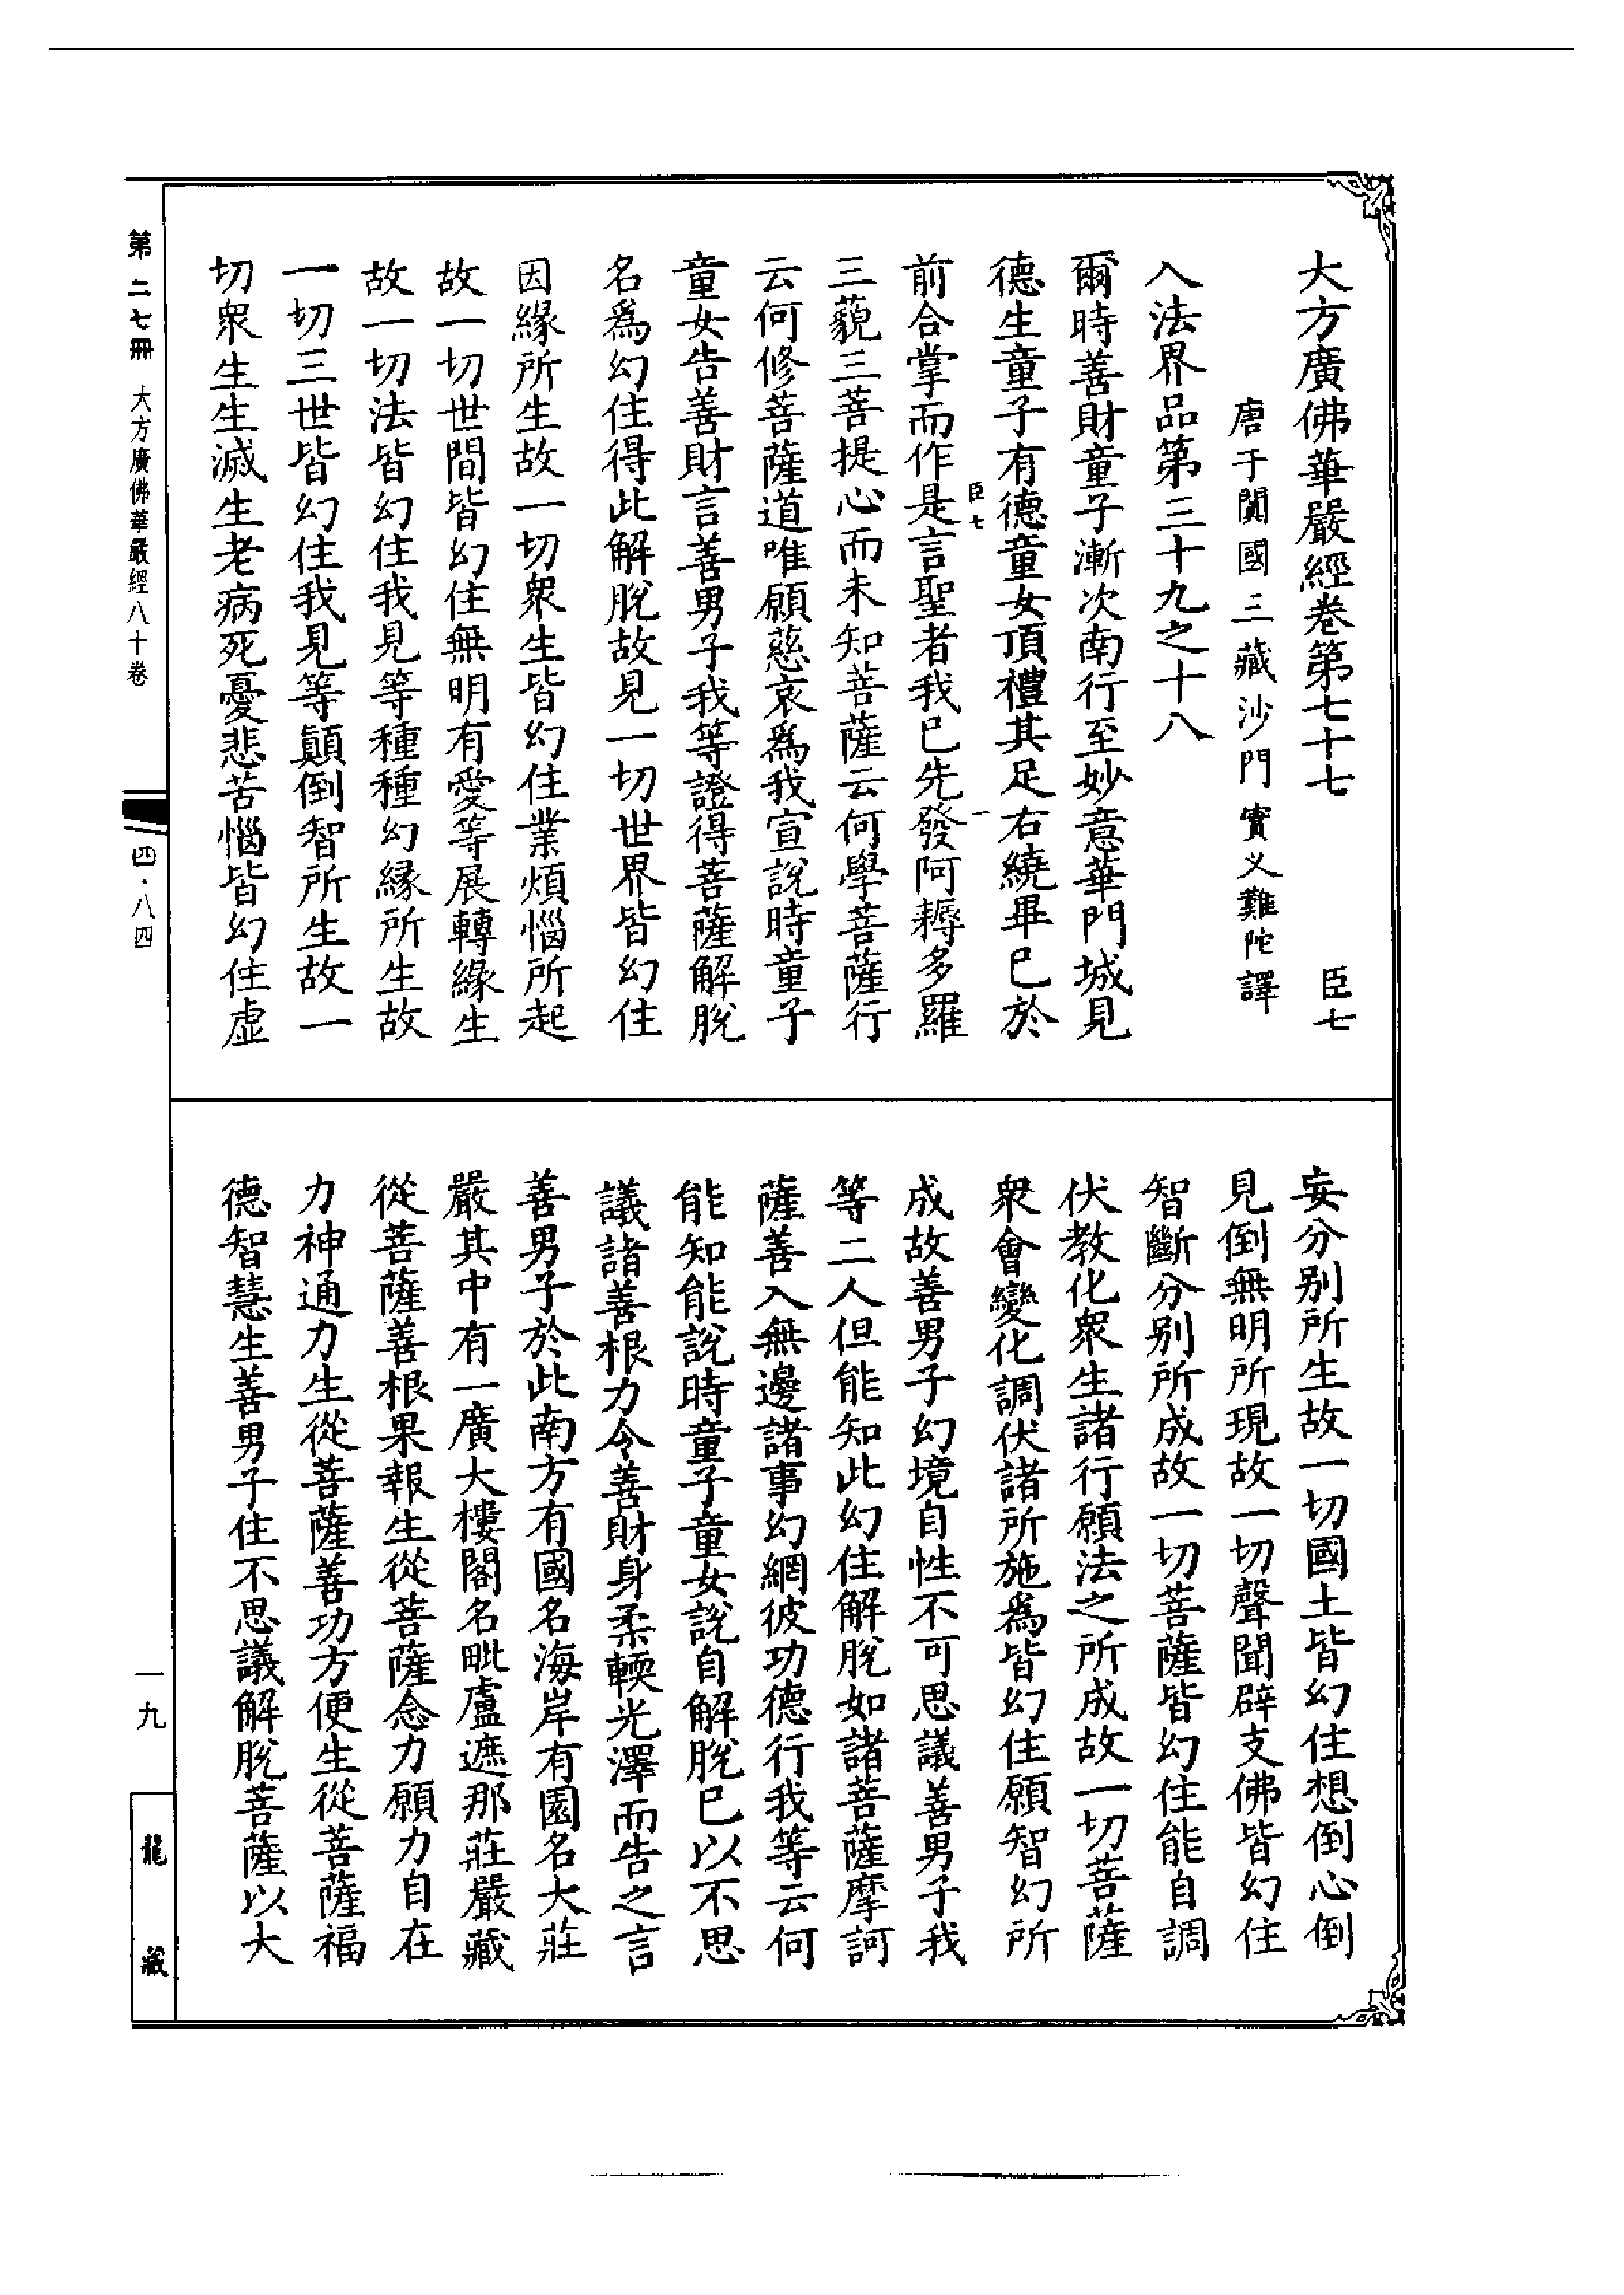 大方廣佛華嚴經卷第七十七 臣七
唐于闐國三藏沙門實叉難陀譯
入法界品第三十九之十八
爾時善財童子漸次南行至妙意華門城見
德生童子有德童女頂禮其足右繞畢已於
臣七 一
前合掌而作是言聖者我已先發阿耨多羅
三藐三菩提心而未知菩薩云何學菩薩行
云何修菩薩道唯願慈哀為我宣說時童子
童女告善財言善男子我等證得菩薩解脫
名為幻住得此解脫故見一切世界皆幻住
因緣所生故一切衆生皆幻住業煩惱所起
故一切世間皆幻住無明有愛等展轉緣生
故一切法皆幻住我見等種種幻緣所生故
一切三世皆幻住我見等顛倒智所生故一
切衆生生滅生老病死憂悲苦惱皆幻住虛
妄分別所生故一切國土皆幻住想倒心倒
見倒無明所現故一切聲聞辟支佛皆幻住
智斷分別所成故一切菩薩皆幻住能自調
伏教化衆生諸行願法之所成故一切菩薩
衆會變化調伏諸所施為皆幻住願智幻所
成故善男子幻境自性不可思議善男子我
等二人但能知此幻住解脫如諸菩薩摩訶
薩善入無邊諸事幻網彼功德行我等云何
能知能說時童子童女說自解脫已以不思
議諸善根力令善財身柔輭光澤而告之言
善男子於此南方有國名海岸有園名大莊
嚴其中有一廣大樓閣名毗盧遮那莊嚴藏
從菩薩善根果報生從菩薩念力願力自在
力神通力生從菩薩善功方便生從菩薩福
德智慧生善男子住不思議解脫菩薩以大
第二七冊 大方廣佛華嚴經八十卷
四·八四
一九
龍藏